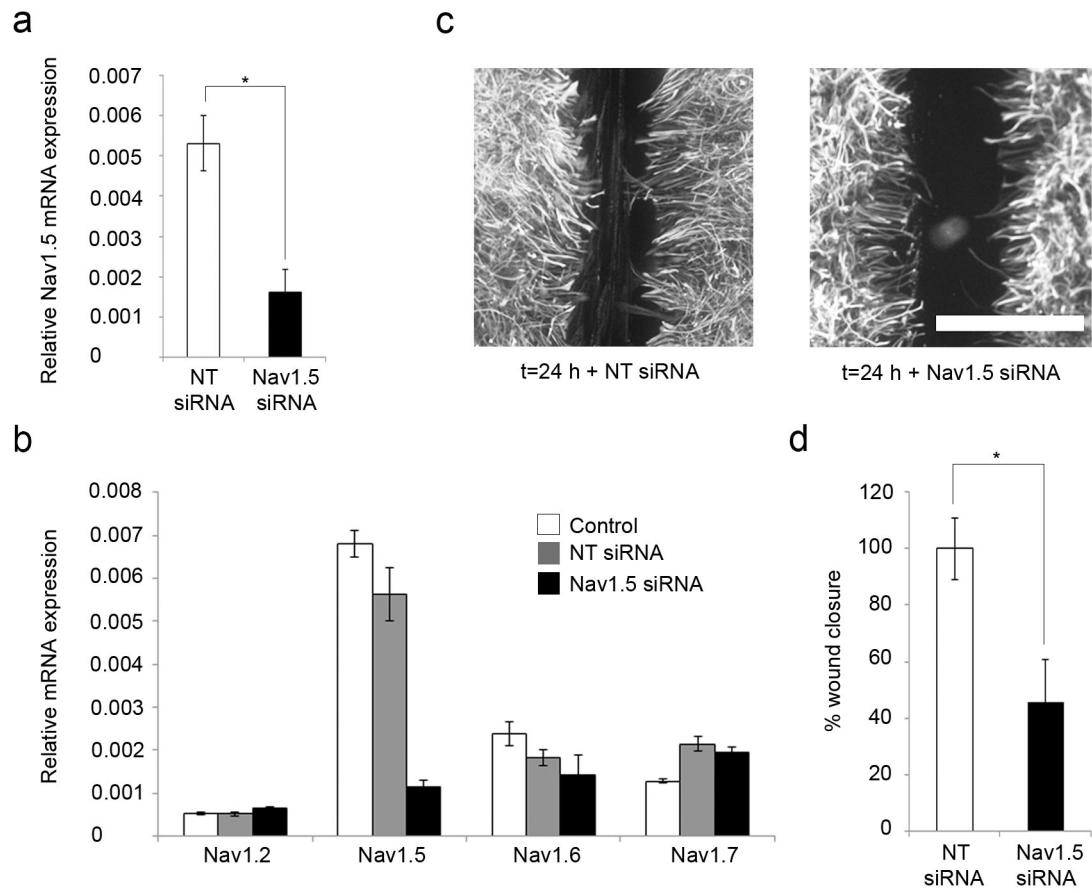 a
Relative Nav1.5 mRNA expression
0.007
0.006
0.005
0.004
0.003
0.002
0.001
0
*
NT
siRNA
Nav1.5
siRNA
c
t=24 h + NT siRNA
t=24 h + Nav1.5 siRNA
b
Relative mRNA expression
0.008
0.007
0.006
0.005
0.004
0.003
0.002
0.001
0
Control
NT siRNA
Nav1.5 siRNA
Nav1.2
Nav1.5
Nav1.6
Nav1.7
d
% wound closure
120
100
80
60
40
20
0
*
NT
siRNA
Nav1.5
siRNA